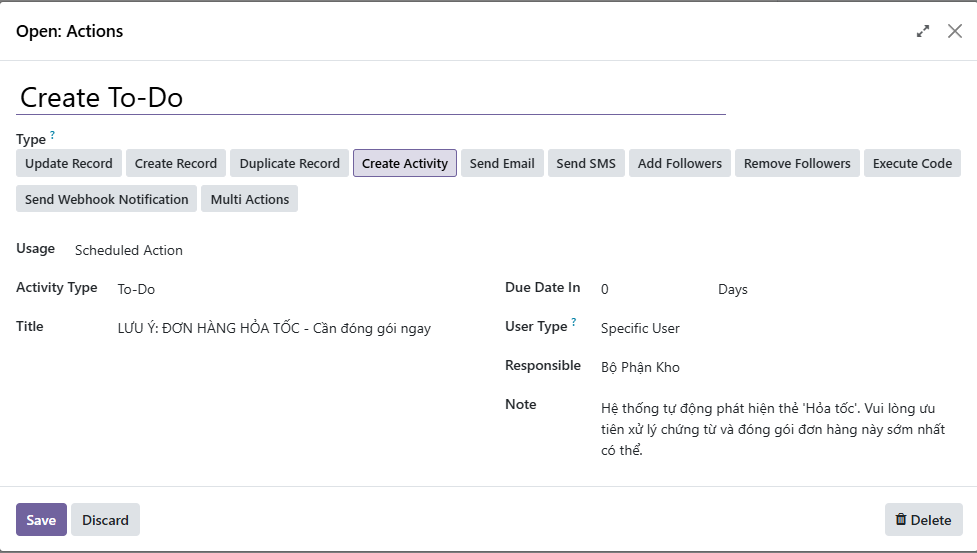 Open: Actions
Create To-Do
Type ?
Update Record Create Record Duplicate Record Create Activity Send Email Send SMS Add Followers Remove Followers Execute Code
Send Webhook Notification Multi Actions
Usage Scheduled Action
Activity Type To-Do Due Date In 0 Days
Title LƯU Ý: ĐƠN HÀNG HỎA TỐC - Cần đóng gói ngay User Type ? Specific User
Responsible Bộ Phận Kho
Note Hệ thống tự động phát hiện thẻ 'Hỏa tốc'. Vui lòng ưu
tiên xử lý chứng từ và đóng gói đơn hàng này sớm nhất
có thể.
Save Discard Delete